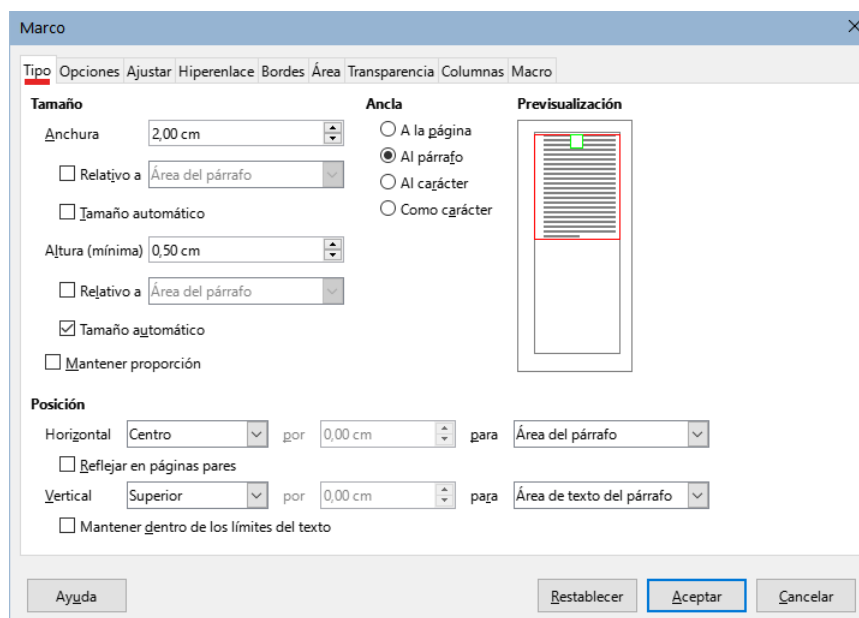 Marco
Tipo Opciones Ajustar Hiperenlace Bordes Área Transparencia Columnas Macro
Tamaño
Anchura 2,00 cm
Relativo a Área del párrafo
Tamaño automático
Altura (mínima) 0,50 cm
Relativo a Área del párrafo
Tamaño automático
Mantener proporción
Ancla
A la página
Al párrafo
Al carácter
Como carácter
Previsualización
Posición
Horizontal Centro por 0,00 cm para Área del párrafo
Reflejar en páginas pares
Vertical Superior por 0,00 cm para Área de texto del párrafo
Mantener dentro de los límites del texto
Ayuda Restablecer Aceptar Cancelar